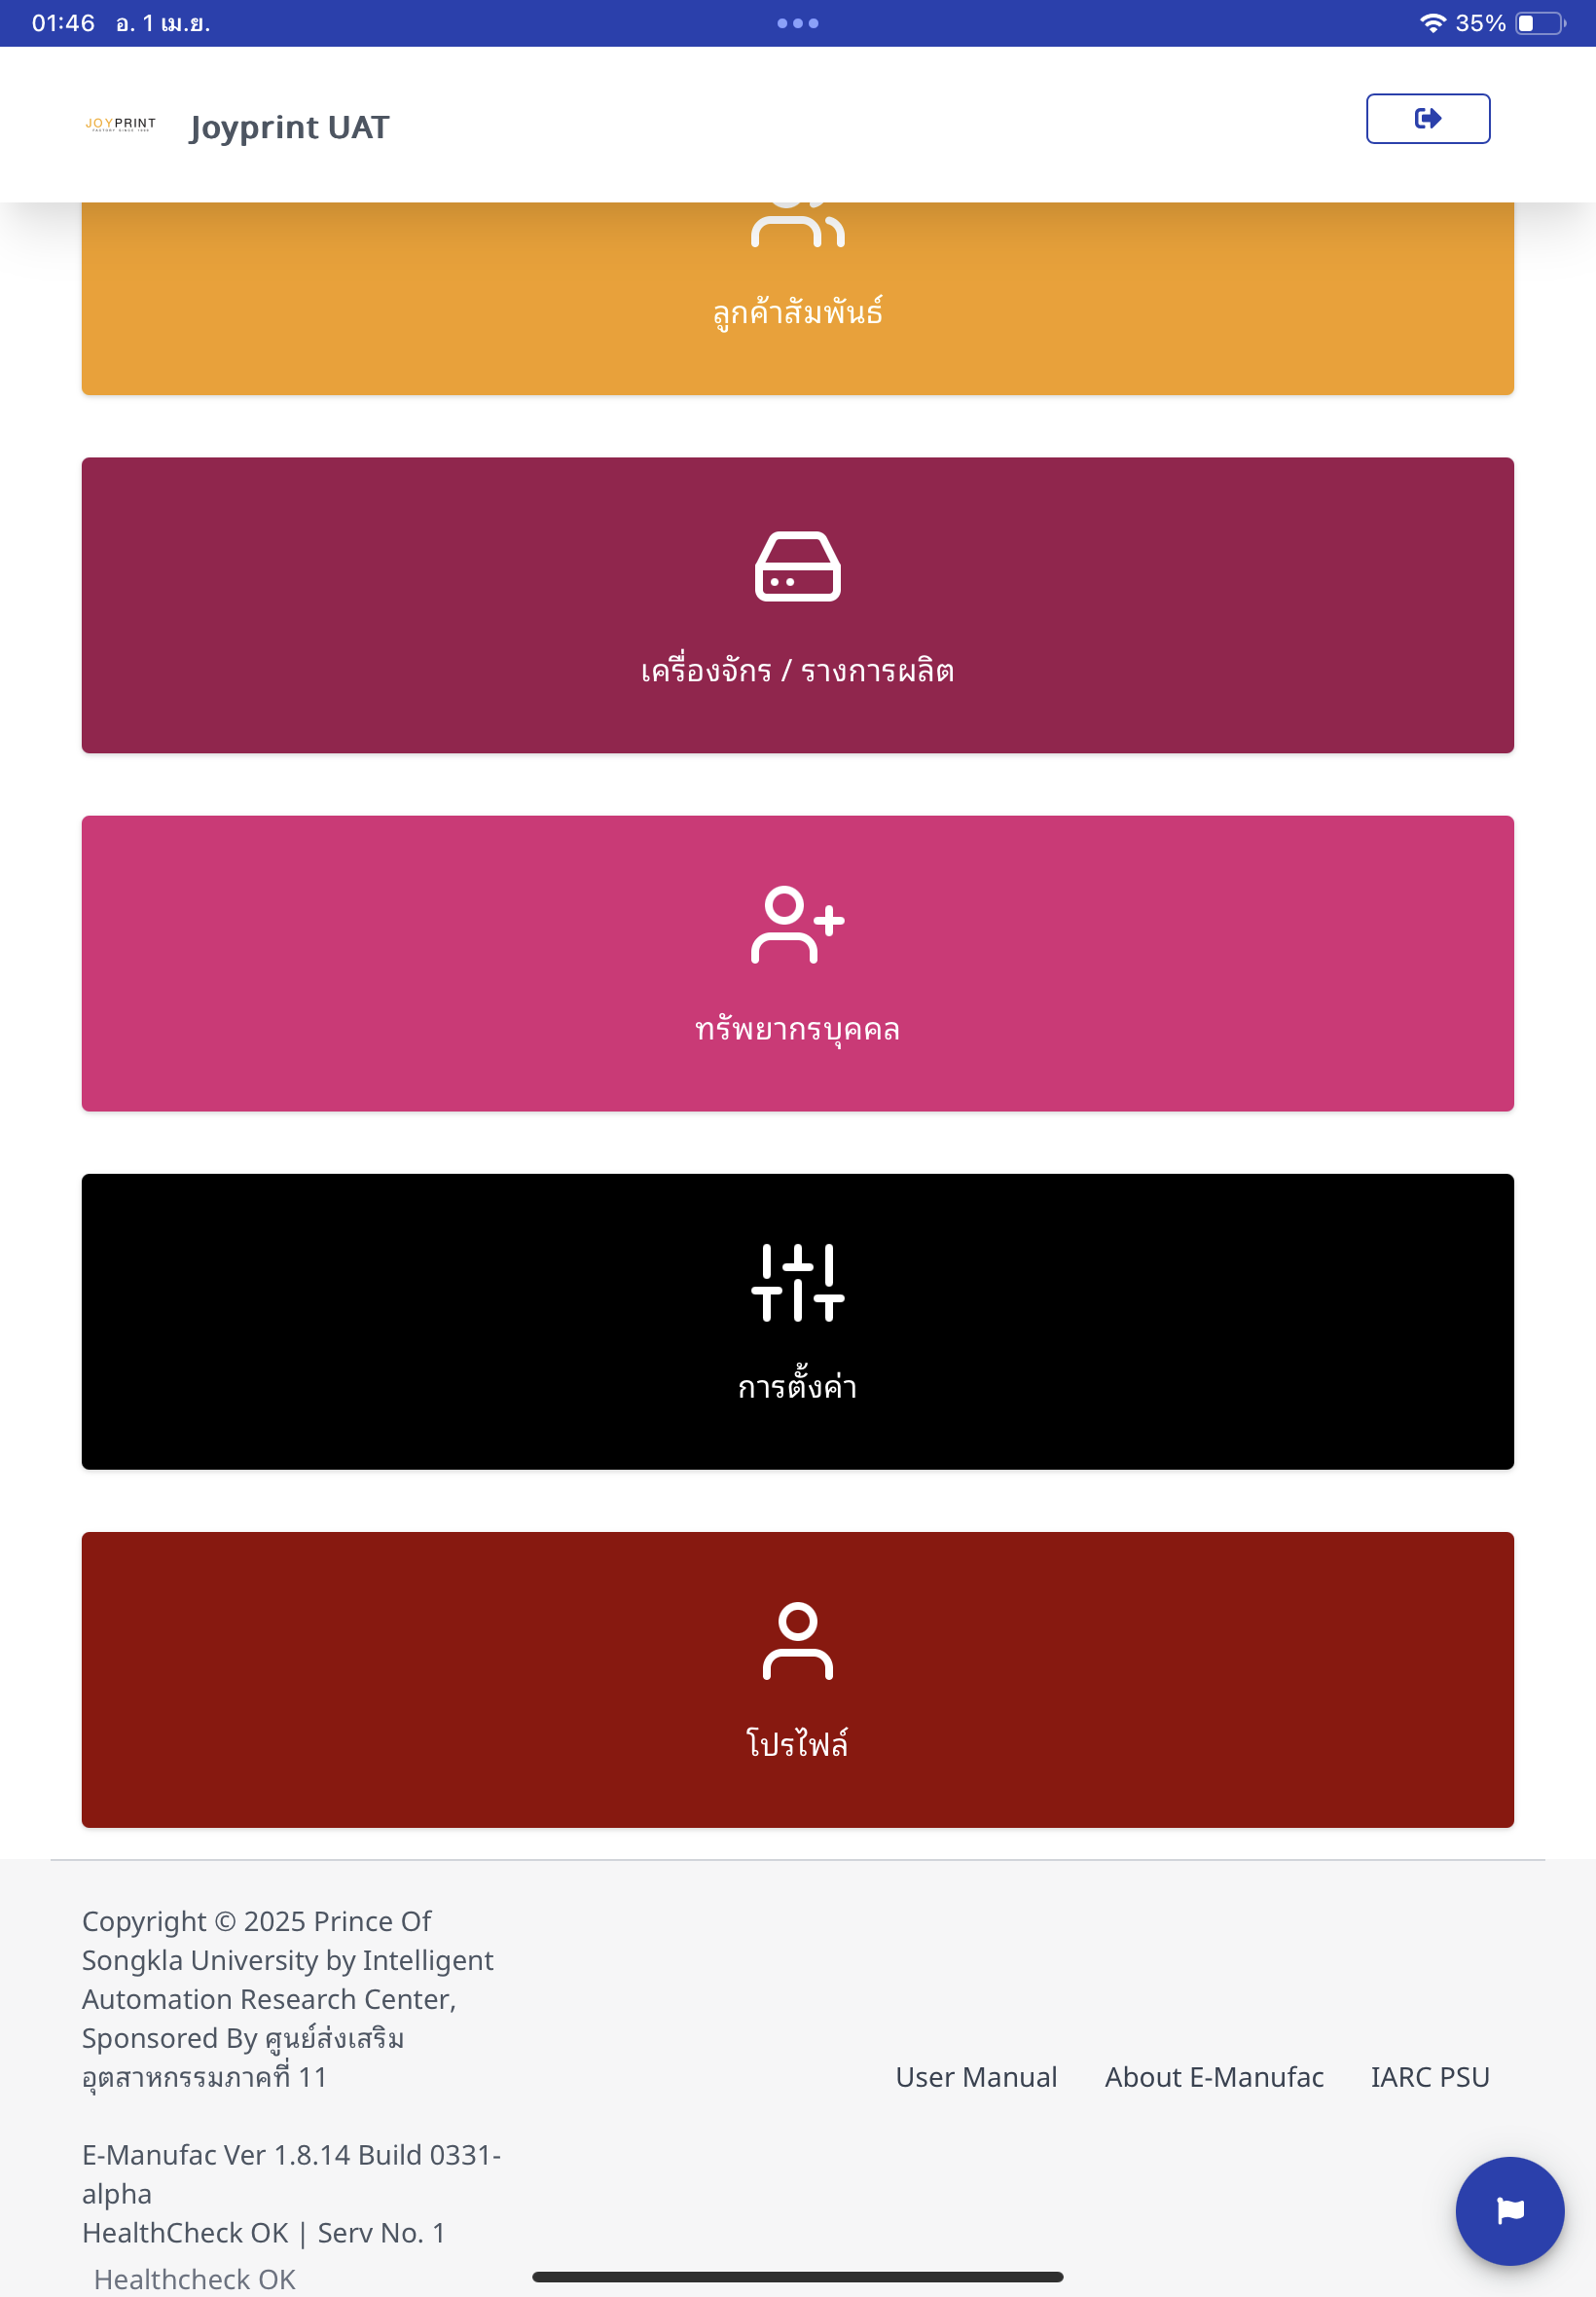 01:46 อ. 1 เม.ย.
35%
JOYPRINT
Joyprint UAT
ลูกค้าสัมพันธ์
เครื่องจักร / รางการผลิต
ทรัพยากรบุคคล
การตั้งค่า
โปรไฟล์
Copyright © 2025 Prince Of
Songkla University by Intelligent
Automation Research Center,
Sponsored By ศูนย์ส่งเสริม
อุตสาหกรรมภาคที่ 11
User Manual About E-Manufac IARC PSU
E-Manufac Ver 1.8.14 Build 0331-
alpha
HealthCheck OK | Serv No. 1
Healthcheck OK